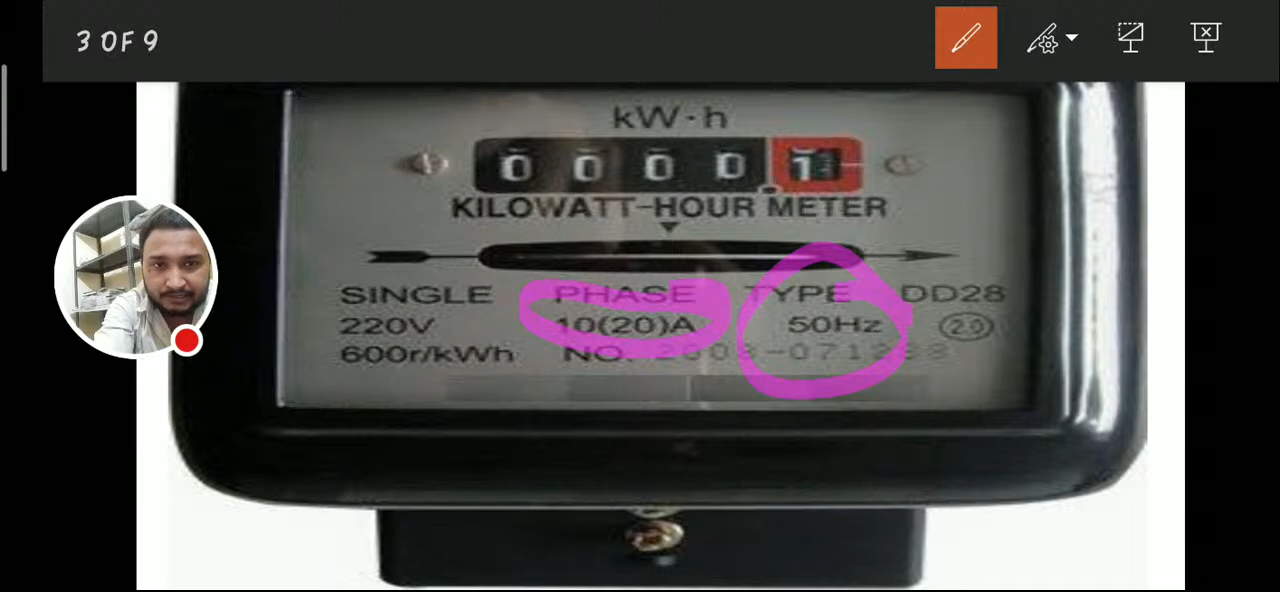 3 OF 9
kW·h
0 0 0 0 1
KILOWATT-HOUR METER
SINGLE PHASE TYPE DD28
220V 10(20)A 50Hz 2.0
600r/kWh NO.